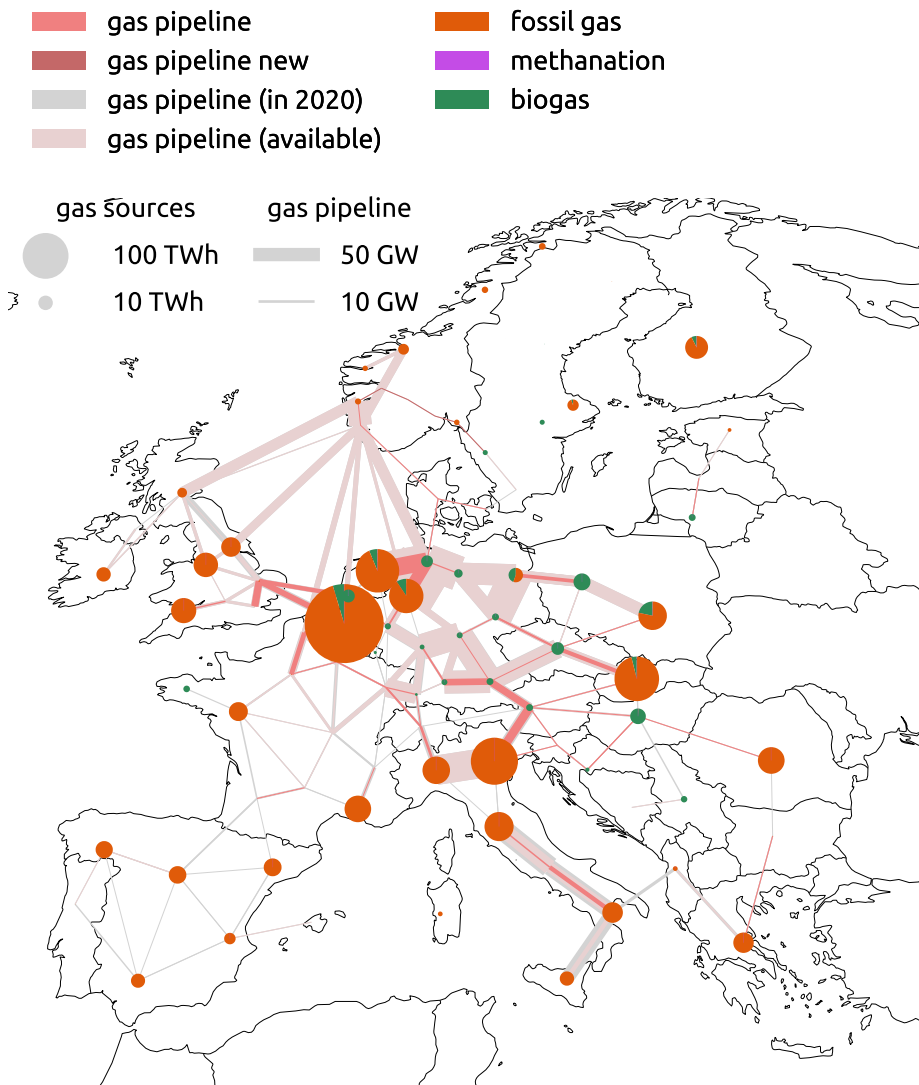 gas pipeline
gas pipeline new
gas pipeline (in 2020)
gas pipeline (available)
fossil gas
methanation
biogas
gas sources
100 TWh
10 TWh
gas pipeline
50 GW
10 GW